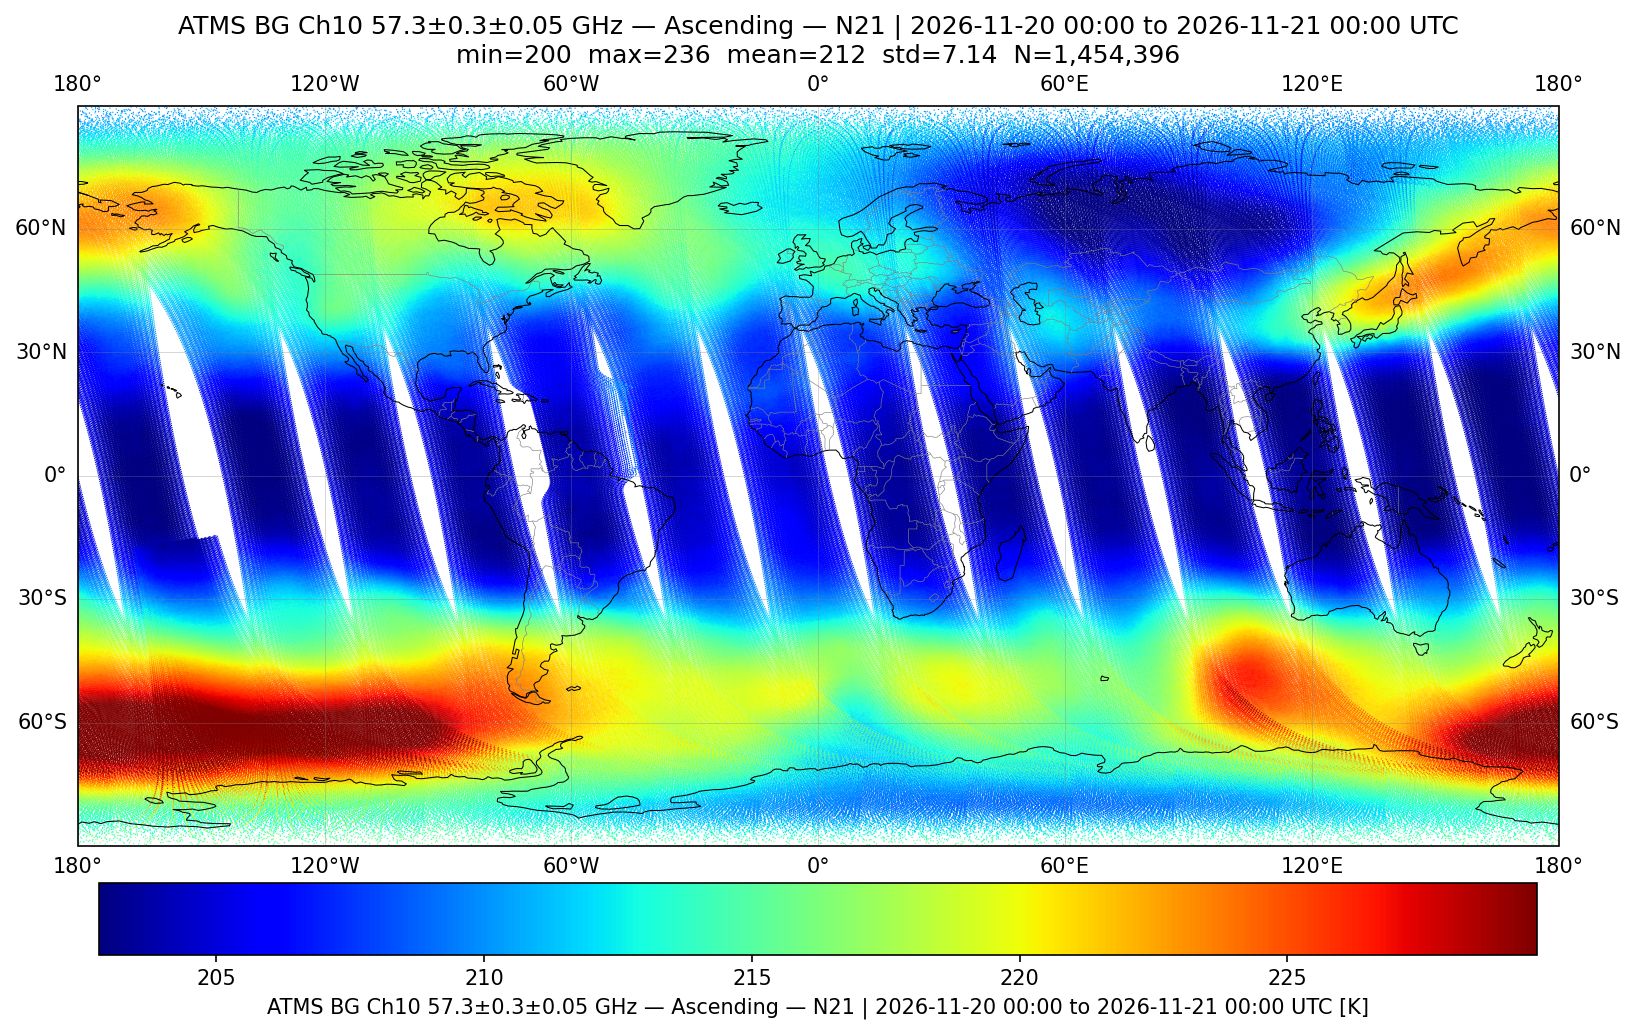 ATMS BG Ch10 57.3±0.3±0.05 GHz — Ascending — N21 | 2026-11-20 00:00 to 2026-11-21 00:00 UTC
min=200 max=236 mean=212 std=7.14 N=1,454,396
180° 120°W 60°W 0° 60°E 120°E 180°
60°N 60°N
30°N 30°N
0° 0°
30°S 30°S
60°S 60°S
180° 120°W 60°W 0° 60°E 120°E 180°
205 210 215 220 225
ATMS BG Ch10 57.3±0.3±0.05 GHz — Ascending — N21 | 2026-11-20 00:00 to 2026-11-21 00:00 UTC [K]